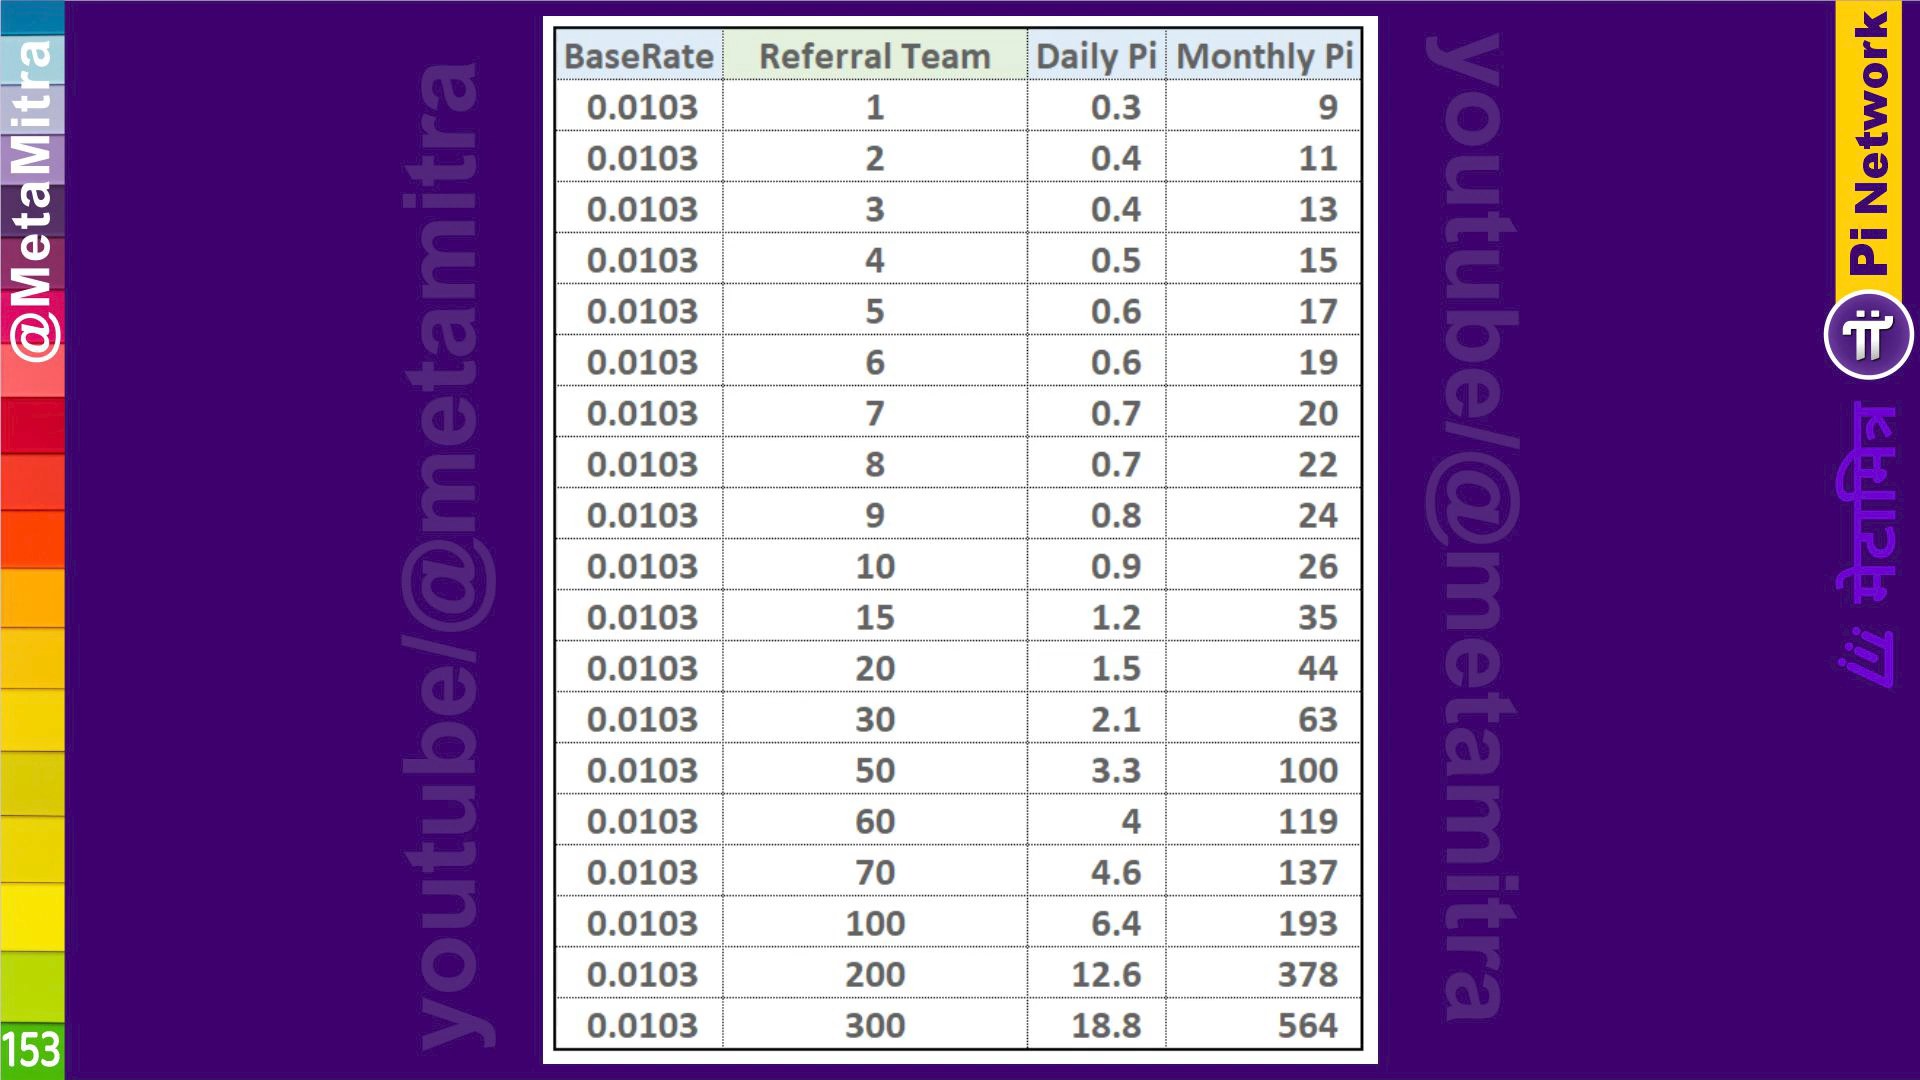 @MetaMitra
153
youtube/@metamitra
BaseRate Referral Team Daily Pi Monthly Pi
0.0103 1 0.3 9
0.0103 2 0.4 11
0.0103 3 0.4 13
0.0103 4 0.5 15
0.0103 5 0.6 17
0.0103 6 0.6 19
0.0103 7 0.7 20
0.0103 8 0.7 22
0.0103 9 0.8 24
0.0103 10 0.9 26
0.0103 15 1.2 35
0.0103 20 1.5 44
0.0103 30 2.1 63
0.0103 50 3.3 100
0.0103 60 4 119
0.0103 70 4.6 137
0.0103 100 6.4 193
0.0103 200 12.6 378
0.0103 300 18.8 564
youtube/@metamitra
Pi Network
मेटामित्र